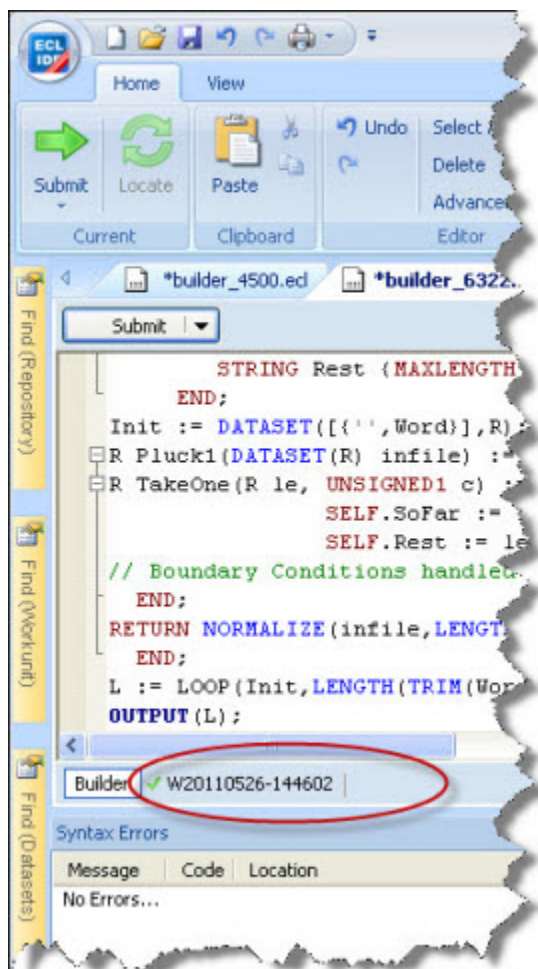 ECL
IDE
Home View
Submit Locate Paste Undo Select
Delete
Advanced
Current Clipboard Editor
*builder_4500.ecl *builder_6322.
Submit
STRING Rest {MAXLENGTH
END;
Init := DATASET([{'',Word}],R);
R Pluck1(DATASET(R) infile) :=
R TakeOne(R le, UNSIGNED1 c) :=
SELF.SoFar :=
SELF.Rest := le
// Boundary Conditions handled
END;
RETURN NORMALIZE(infile,LENGT
END;
L := LOOP(Init,LENGTH(TRIM(Wor
OUTPUT(L);
Builder W20110526-144602
Syntax Errors
Message Code Location
No Errors...
Find (Repository)
Find (Workunit)
Find (Datasets)